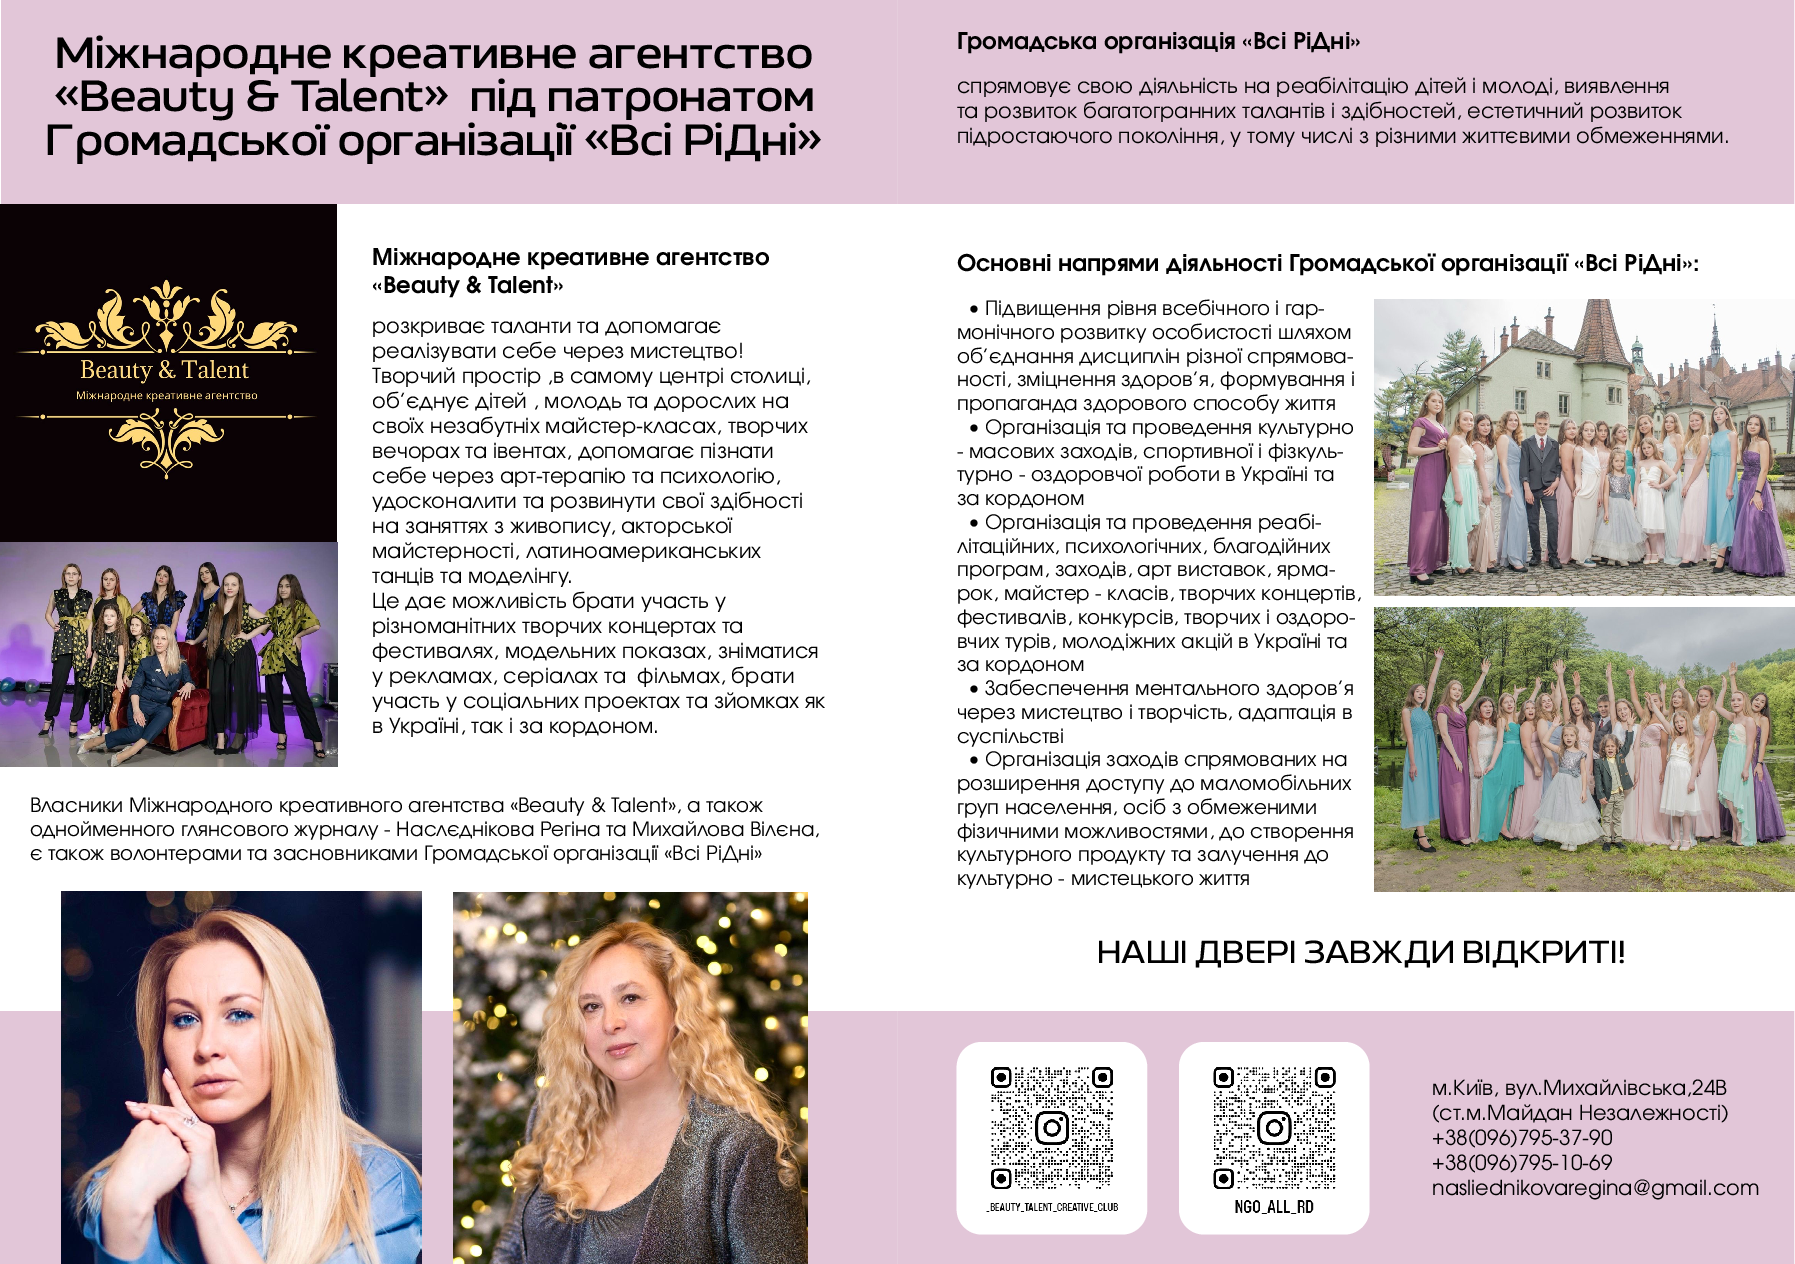 Міжнародне креативне агентство
«Beauty & Talent» під патронатом
Громадської організації «Всі РіДні»
Beauty & Talent
Міжнародне креативне агентство
Міжнародне креативне агентство
«Beauty & Talent»
розкриває таланти та допомагає
реалізувати себе через мистецтво!
Творчий простір ,в самому центрі столиці,
об’єднує дітей , молодь та дорослих на
своїх незабутніх майстер-класах, творчих
вечорах та івентах, допомагає пізнати
себе через арт-терапію та психологію,
удосконалити та розвинути свої здібності
на заняттях з живопису, акторської
майстерності, латиноамериканських
танців та моделінгу.
Це дає можливість брати участь у
різноманітних творчих концертах та
фестивалях, модельних показах, зніматися
у рекламах, серіалах та фільмах, брати
участь у соціальних проектах та зйомках як
в Україні, так і за кордоном.
Власники Міжнародного креативного агентства «Beauty & Talent», а також
однойменного глянсового журналу - Наслєднікова Регіна та Михайлова Вілєна,
є також волонтерами та засновниками Громадської організації «Всі РіДні»
Громадська організація «Всі РіДні»
спрямовує свою діяльність на реабілітацію дітей і молоді, виявлення
та розвиток багатогранних талантів і здібностей, естетичний розвиток
підростаючого покоління, у тому числі з різними життєвими обмеженнями.
Основні напрями діяльності Громадської організації «Всі РіДні»:
• Підвищення рівня всебічного і гар-
монічного розвитку особистості шляхом
об’єднання дисциплін різної спрямова-
ності, зміцнення здоров’я, формування і
пропаганда здорового способу життя
• Організація та проведення культурно
- масових заходів, спортивної і фізкуль-
турно - оздоровчої роботи в Україні та
за кордоном
• Організація та проведення реабі-
літаційних, психологічних, благодійних
програм, заходів, арт виставок, ярма-
рок, майстер - класів, творчих концертів,
фестивалів, конкурсів, творчих і оздоро-
вчих турів, молодіжних акцій в Україні та
за кордоном
• Забеспечення ментального здоров’я
через мистецтво і творчість, адаптація в
суспільстві
• Організація заходів спрямованих на
розширення доступу до маломобільних
груп населення, осіб з обмеженими
фізичними можливостями, до створення
культурного продукту та залучення до
культурно - мистецького життя
НАШІ ДВЕРІ ЗАВЖДИ ВІДКРИТІ!
_BEAUTY_TALENT_CREATIVE_CLUB
NGO_ALL_RD
м.Київ, вул.Михайлівська,24В
(ст.м.Майдан Незалежності)
+38(096)795-37-90
+38(096)795-10-69
nasliednikovaregina@gmail.com